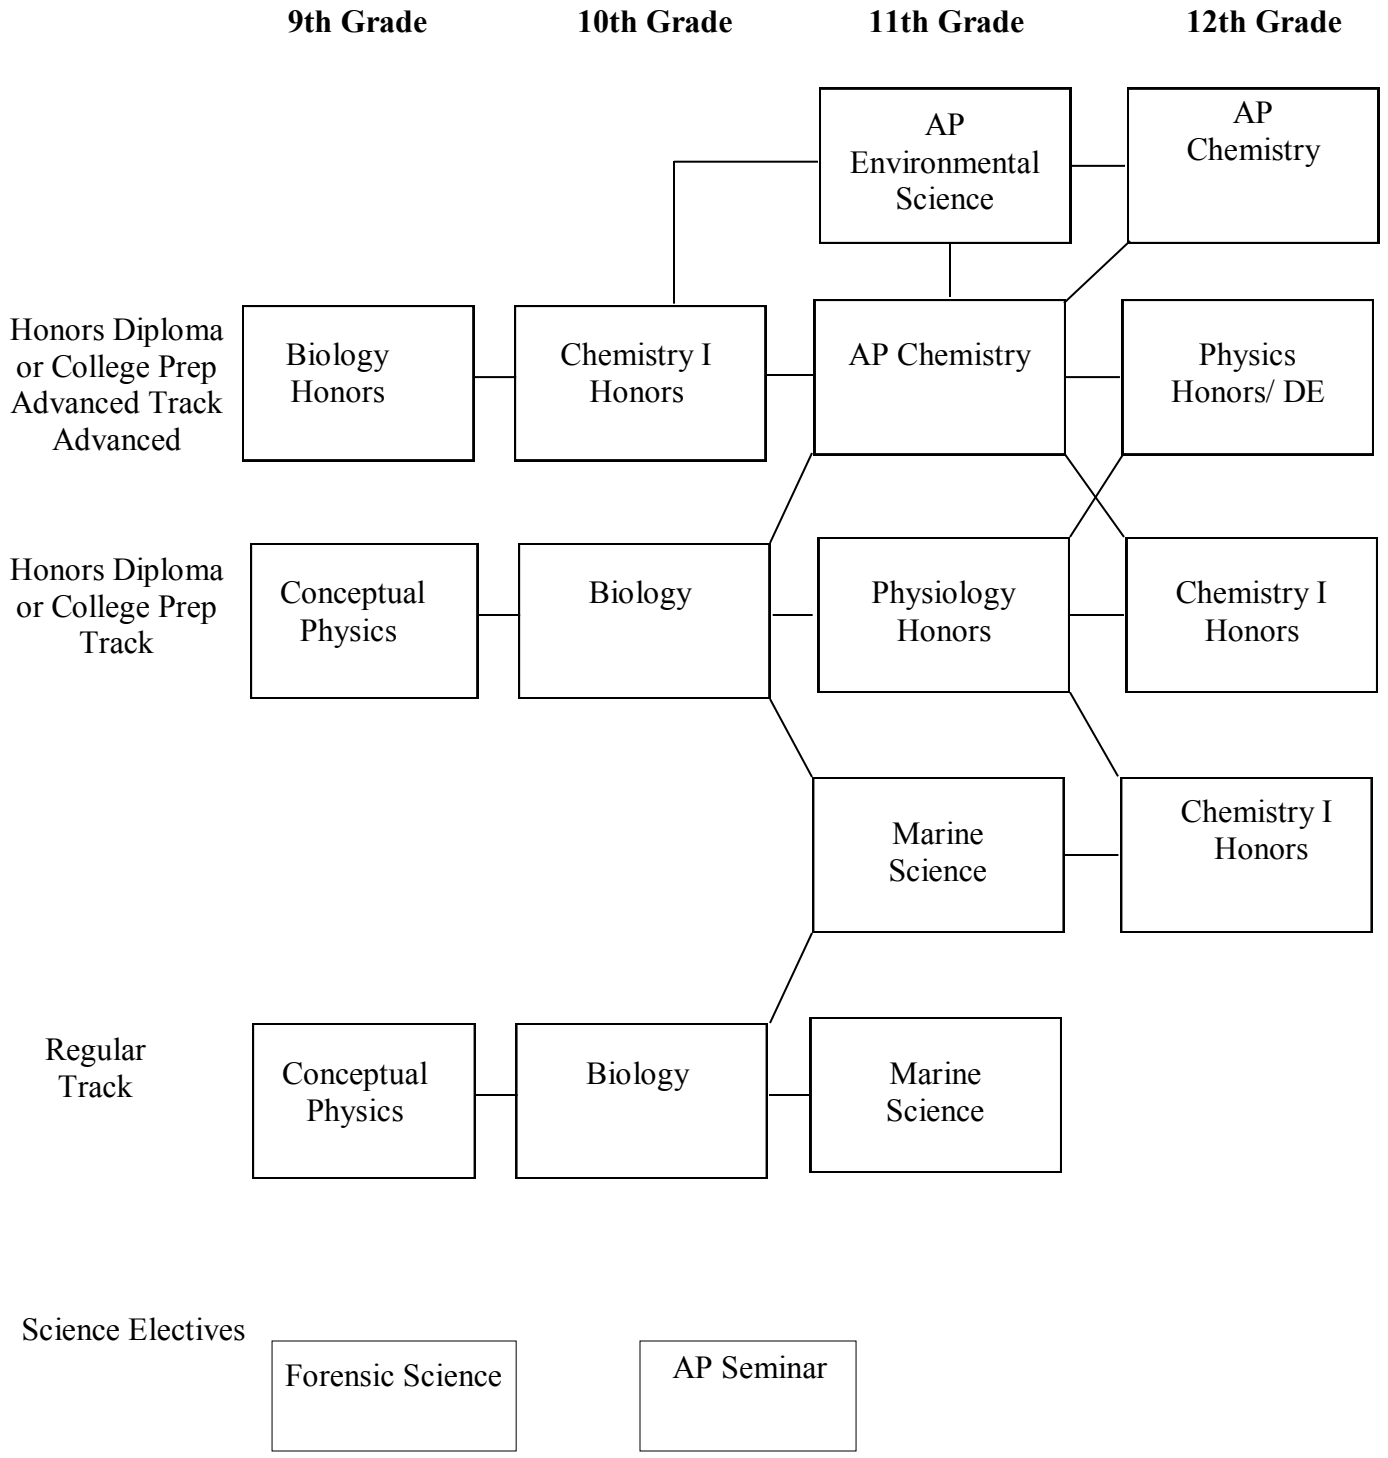 9th Grade
10th Grade
11th Grade
12th Grade
AP
Environmental
Science
AP
Chemistry
Honors Diploma
or College Prep
Advanced Track
Advanced
Biology
Honors
Chemistry I
Honors
AP Chemistry
Physics
Honors/ DE
Honors Diploma
or College Prep
Track
Conceptual
Physics
Biology
Physiology
Honors
Chemistry I
Honors
Marine
Science
Chemistry I
Honors
Regular
Track
Conceptual
Physics
Biology
Marine
Science
Science Electives
Forensic Science
AP Seminar